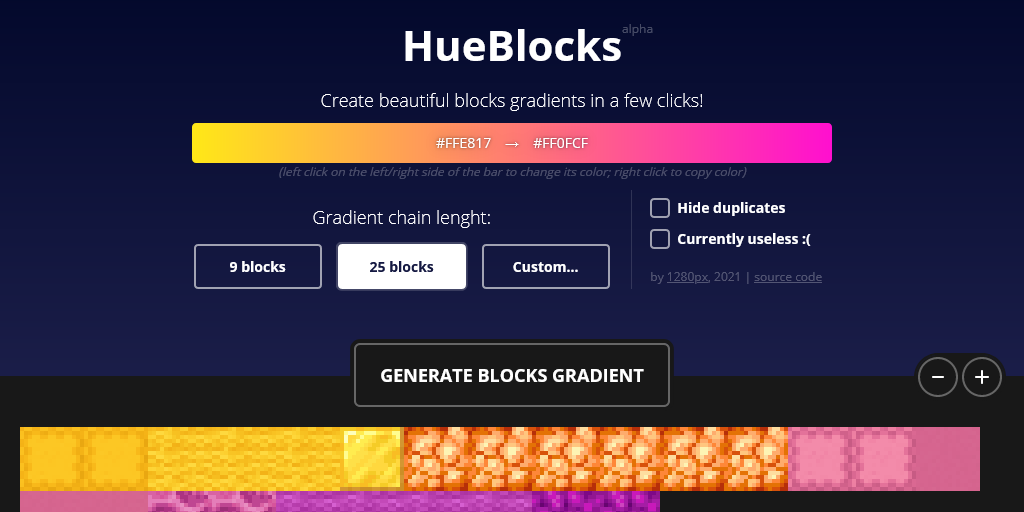 HueBlocks alpha
Create beautiful blocks gradients in a few clicks!
#FFE817 → #FF0FCF
(left click on the left/right side of the bar to change its color; right click to copy color)
Gradient chain lenght:
9 blocks 25 blocks Custom...
Hide duplicates
Currently useless :(
by 1280px, 2021 | source code
GENERATE BLOCKS GRADIENT
− +